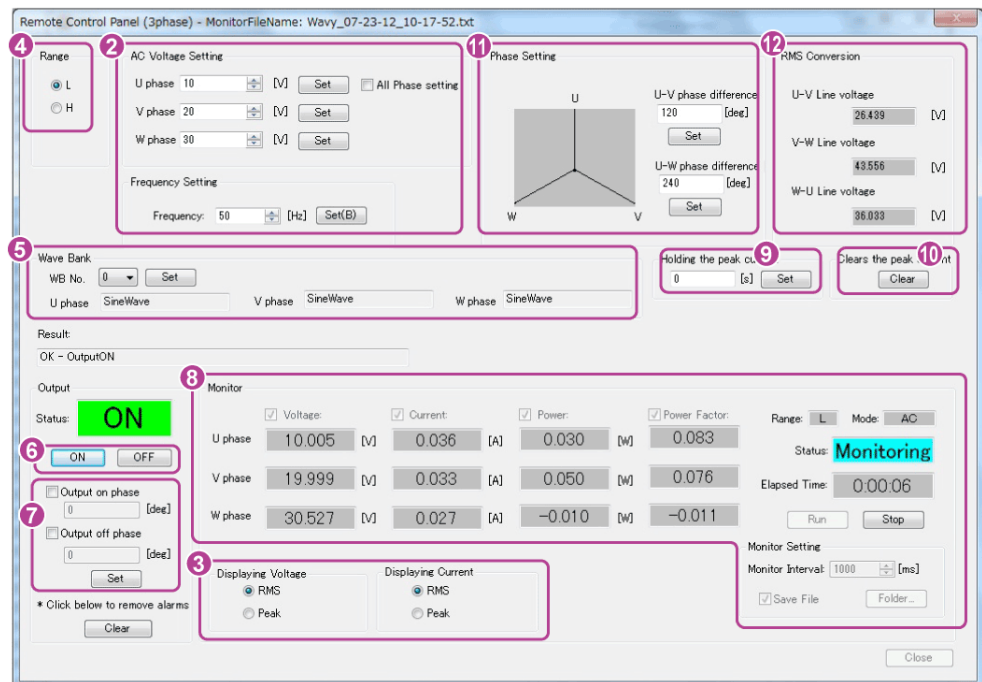 Remote Control Panel (3phase) - MonitorFileName: Wavy_07-23-12_10-17-52.txt
4
Range
L
H
2
AC Voltage Setting
U phase 10 [V] Set All Phase setting
V phase 20 [V] Set
W phase 30 [V] Set
Frequency Setting
Frequency: 50 [Hz] Set(B)
11
Phase Setting
U
W
V
U-V phase difference
120 [deg]
Set
U-W phase difference
240 [deg]
Set
12
RMS Conversion
U-V Line voltage
26.439 [V]
V-W Line voltage
43.556 [V]
W-U Line voltage
36.033 [V]
5
Wave Bank
WB No. 0 Set
U phase SineWave V phase SineWave W phase SineWave
9
Holding the peak
0 [s] Set
10
Clears the peak
Clear
Result:
OK - OutputON
Output
Status: ON
6
ON OFF
7
Output on phase
0 [deg]
Output off phase
0 [deg]
Set
* Click below to remove alarms
Clear
8
Monitor
Voltage: Current: Power: Power Factor:
U phase 10.005 [V] 0.036 [A] 0.030 [W] 0.083
V phase 19.999 [V] 0.033 [A] 0.050 [W] 0.076
W phase 30.527 [V] 0.027 [A] -0.010 [W] -0.011
Range: L Mode: AC
Status: Monitoring
Elapsed Time: 0:00:06
Run Stop
Monitor Setting
Monitor Interval: 1000 [ms]
Save File Folder...
3
Displaying Voltage
RMS
Peak
Displaying Current
RMS
Peak
Close